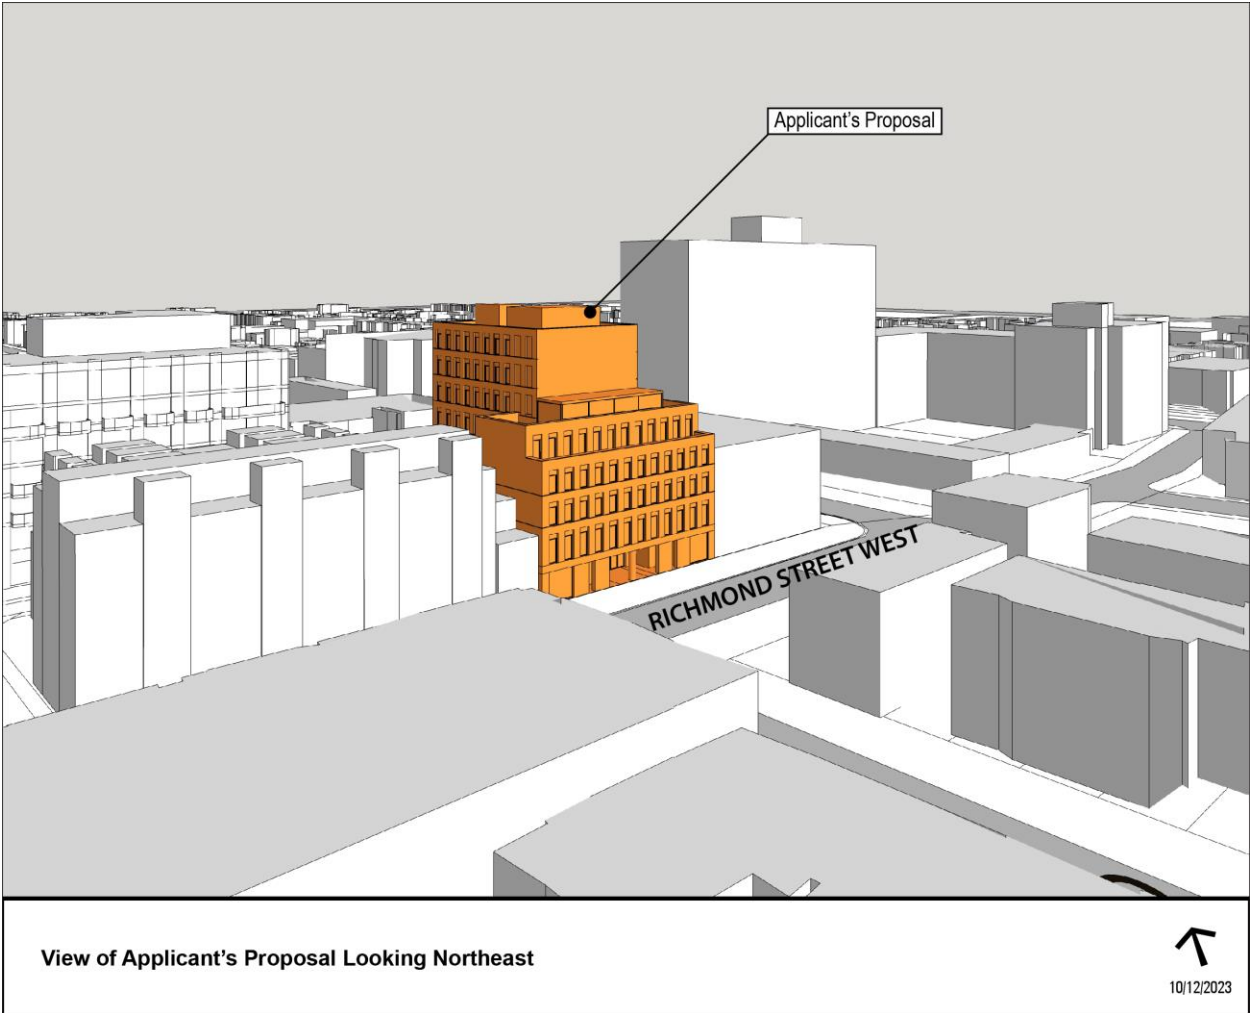 Applicant's Proposal
RICHMOND STREET WEST
View of Applicant's Proposal Looking Northeast
10/12/2023